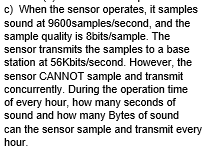 c)  When the sensor operates, it samples
sound at 9600samples/second, and the
sample quality is 8bits/sample. The
sensor transmits the samples to a base
station at 56Kbits/second. However, the
sensor CANNOT sample and transmit
concurrently. During the operation time
of every hour, how many seconds of
sound and how many Bytes of sound
can the sensor sample and transmit every
hour.